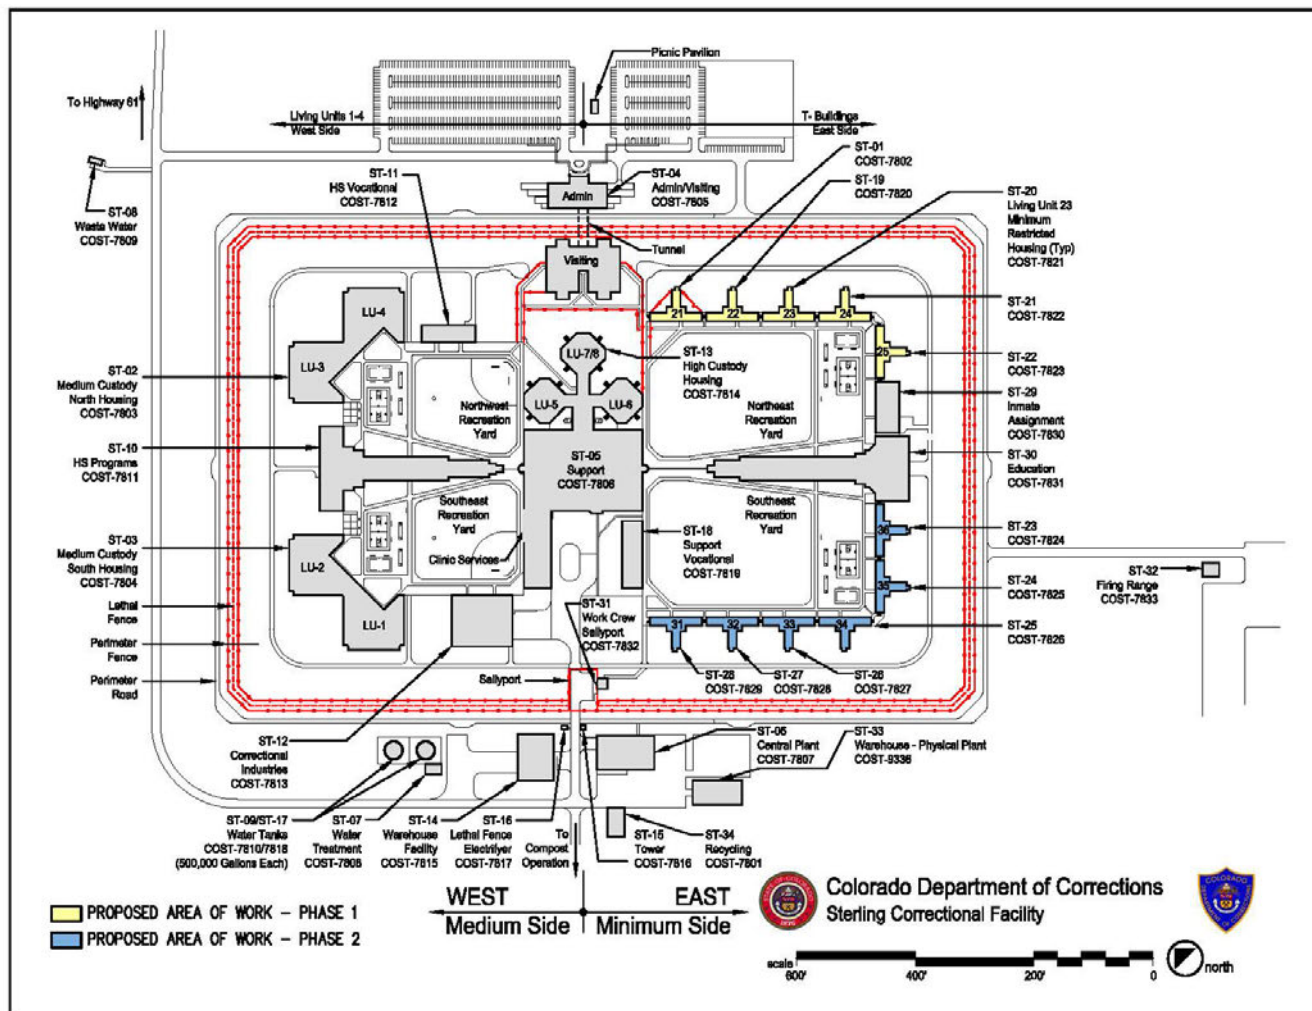 Picnic Pavilion
To Highway 61
Living Units 1-4
West Side
T- Buildings
East Side
ST-01
COST-7802
ST-19
COST-7820
ST-20
Living Unit 23
Minimum
Restricted
Housing (Typ)
COST-7821
ST-11
HS Vocational
COST-7812
Admin
ST-04
Admin/Visiting
COST-7805
ST-08
Waste Water
COST-7809
Tunnel
Visiting
ST-21
COST-7822
21
22
23
24
25
LU-4
LU-3
LU-7/8
LU-5
LU-6
ST-13
High Custody
Housing
COST-7814
ST-22
COST-7823
ST-02
Medium Custody
North Housing
COST-7803
ST-29
Inmate
Assignment
COST-7830
Northwest
Recreation
Yard
Northeast
Recreation
Yard
ST-10
HS Programs
COST-7811
ST-05
Support
COST-7806
ST-30
Education
COST-7831
Southeast
Recreation
Yard
Southeast
Recreation
Yard
Clinic Services
ST-18
Support
Vocational
COST-7819
36
35
ST-23
COST-7824
ST-03
Medium Custody
South Housing
COST-7804
LU-2
LU-1
ST-24
COST-7825
ST-32
Firing Range
COST-7833
Lethal
Fence
ST-31
Work Crew
Sallyport
COST-7832
31
32
33
34
ST-25
COST-7826
Perimeter
Fence
Perimeter
Road
Sallyport
ST-28
COST-7829
ST-27
COST-7828
ST-26
COST-7827
ST-12
Correctional
Industries
COST-7813
ST-06
Central Plant
COST-7807
ST-33
Warehouse - Physical Plant
COST-9336
ST-09/ST-17
Water Tanks
COST-7810/7818
(500,000 Gallons Each)
ST-07
Water
Treatment
COST-7808
ST-14
Warehouse
Facility
COST-7815
ST-16
Lethal Fence
Electrifyer
COST-7817
To
Compost
Operation
ST-15
Tower
COST-7816
ST-34
Recycling
COST-7801
WEST
Medium Side
EAST
Minimum Side
PROPOSED AREA OF WORK - PHASE 1
PROPOSED AREA OF WORK - PHASE 2
Colorado Department of Corrections
Sterling Correctional Facility
COLORADO
scale
600'
400'
200'
0
north